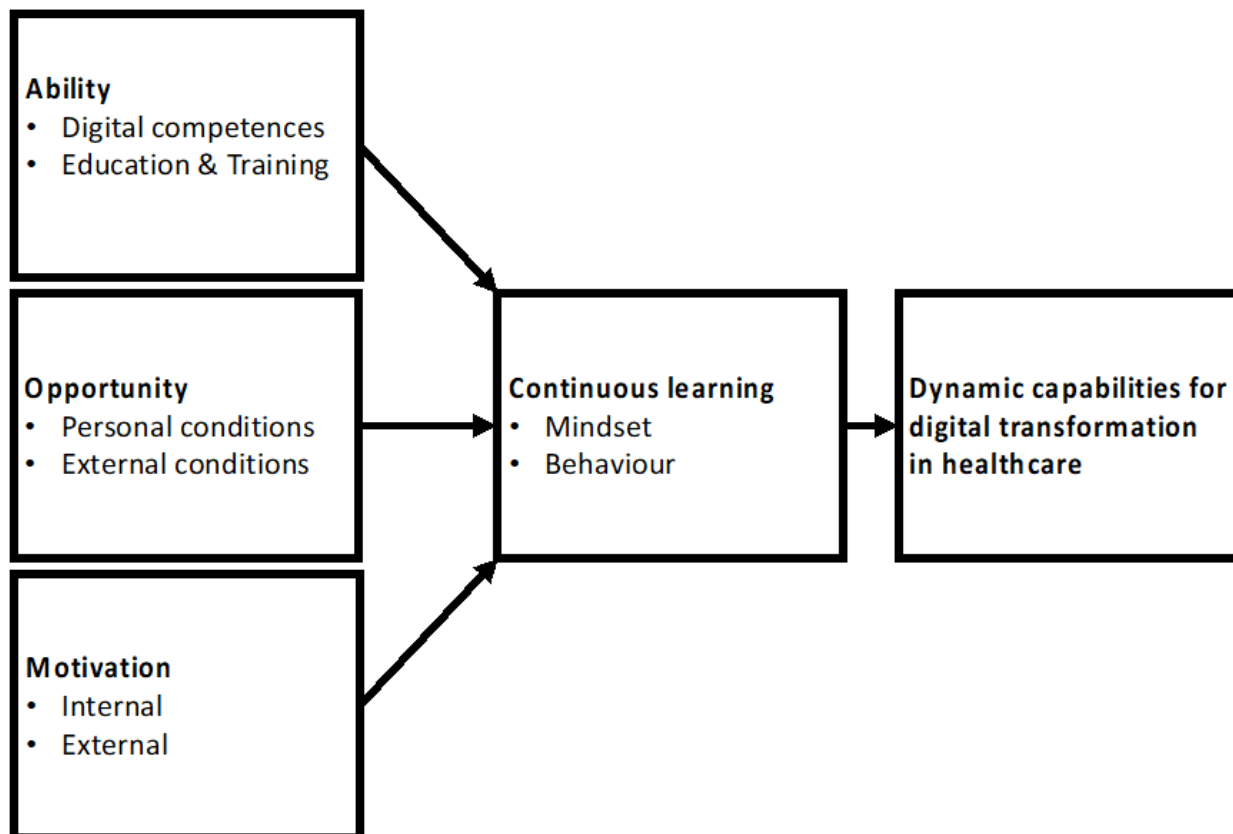 Ability
• Digital competences
• Education & Training
Opportunity
• Personal conditions
• External conditions
Motivation
• Internal
• External
Continuous learning
• Mindset
• Behaviour
Dynamic capabilities for
digital transformation
in healthcare